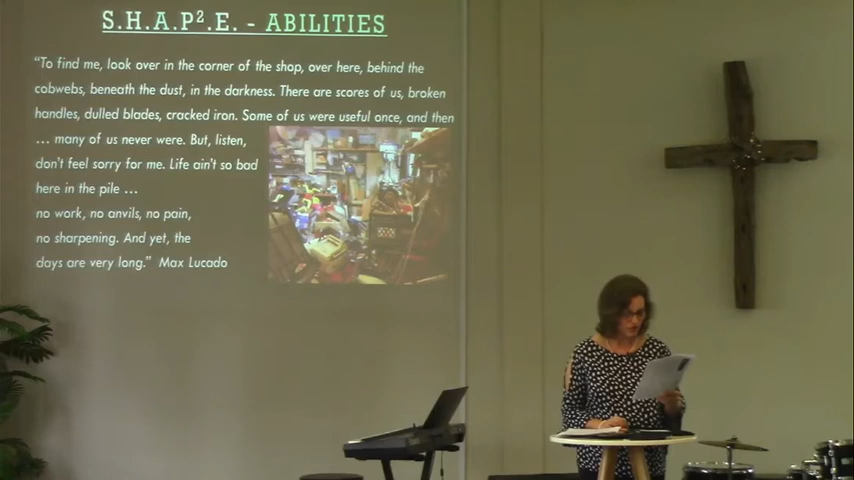 S.H.A.P².E. - ABILITIES
“To find me, look over in the corner of the shop, over here, behind the
cobwebs, beneath the dust, in the darkness. There are scores of us, broken
handles, dulled blades, cracked iron. Some of us were useful once, and then
… many of us never were. But, listen,
don't feel sorry for me. Life ain't so bad
here in the pile …
no work, no anvils, no pain,
no sharpening. And yet, the
days are very long.” Max Lucado